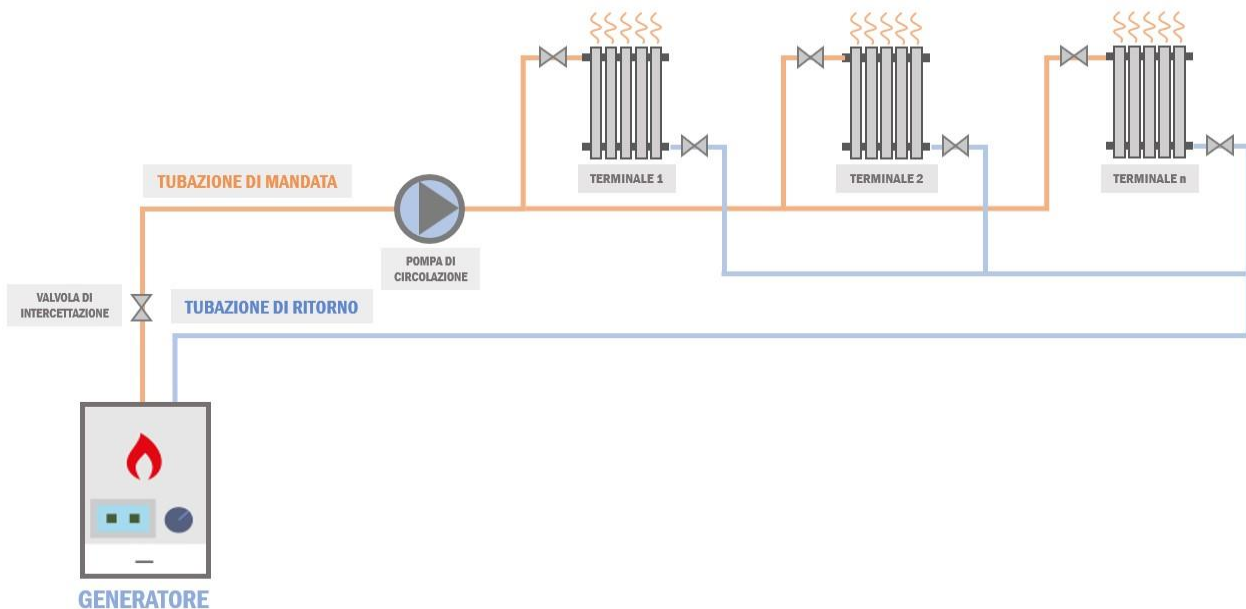 TERMINALE 1
TERMINALE 2
TERMINALE n
TUBAZIONE DI MANDATA
POMPA DI
CIRCOLAZIONE
VALVOLA DI
INTERCETTAZIONE
TUBAZIONE DI RITORNO
GENERATORE